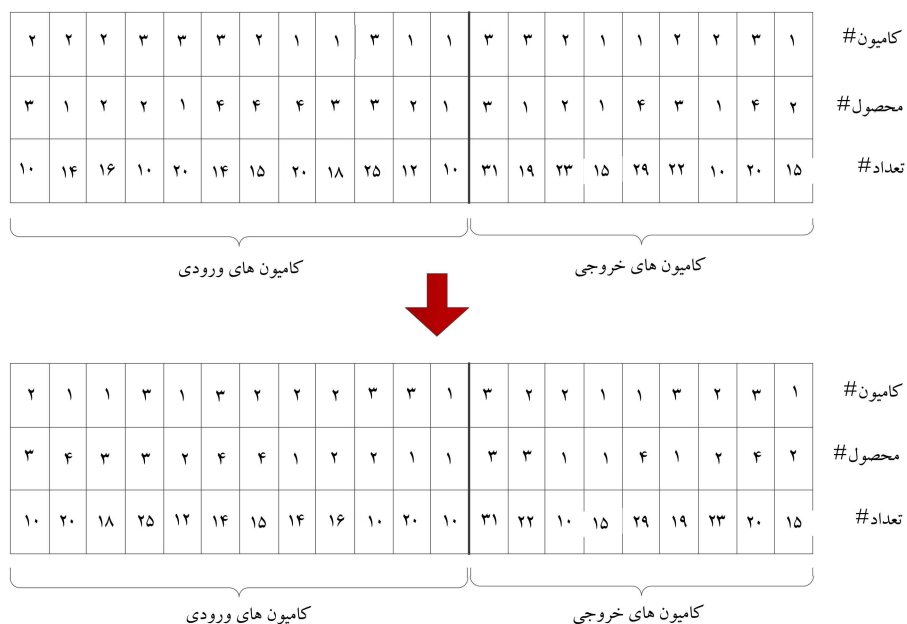 کامیون# ۱ ۳ ۲ ۲ ۱ ۱ ۲ ۳ ۳ ۱ ۱ ۳ ۱ ۱ ۲ ۳ ۳ ۳ ۲ ۲ ۲
محصول# ۲ ۴ ۱ ۳ ۴ ۱ ۲ ۱ ۳ ۱ ۲ ۳ ۳ ۴ ۴ ۴ ۱ ۲ ۲ ۱ ۳
تعداد# ۱۵ ۲۰ ۱۰ ۲۲ ۲۹ ۱۵ ۲۳ ۱۹ ۳۱ ۱۰ ۱۲ ۲۵ ۱۸ ۲۰ ۱۵ ۱۴ ۲۰ ۱۰ ۱۶ ۱۴ ۱۰
کامیون های خروجی کامیون های ورودی
کامیون# ۱ ۳ ۲ ۳ ۱ ۱ ۲ ۲ ۳ ۱ ۳ ۳ ۲ ۲ ۲ ۳ ۱ ۳ ۱ ۱ ۲
محصول# ۲ ۴ ۲ ۱ ۴ ۱ ۱ ۳ ۳ ۱ ۱ ۲ ۲ ۱ ۴ ۴ ۲ ۳ ۳ ۴ ۳
تعداد# ۱۵ ۲۰ ۲۳ ۱۹ ۲۹ ۱۵ ۱۰ ۲۲ ۳۱ ۱۰ ۲۰ ۱۰ ۱۶ ۱۴ ۱۵ ۱۴ ۱۲ ۲۵ ۱۸ ۲۰ ۱۰
کامیون های خروجی کامیون های ورودی